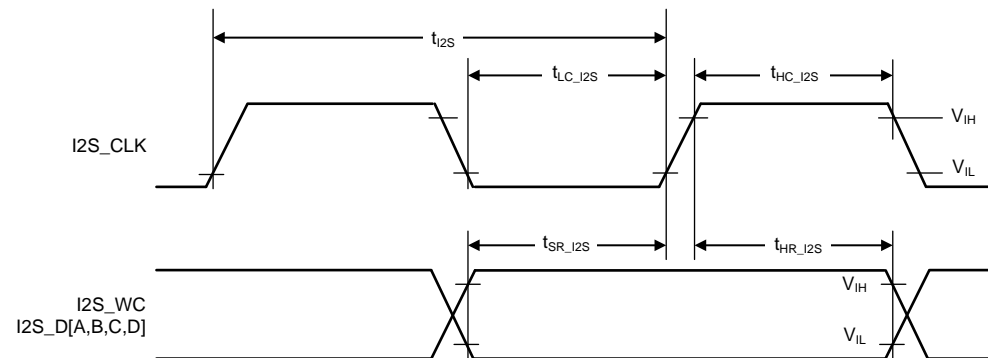 tI2S
tLC_I2S
tHC_I2S
I2S_CLK
VIH
VIL
tSR_I2S
tHR_I2S
I2S_WC
I2S_D[A,B,C,D]
VIH
VIL